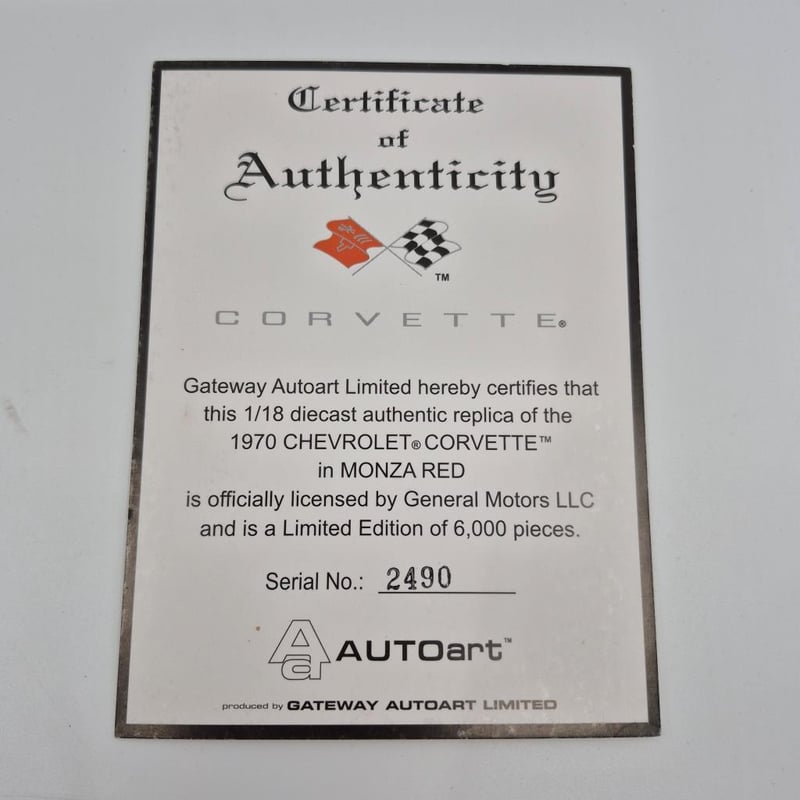 Certificate
of
Authenticity
TM
CORVETTE®
Gateway Autoart Limited hereby certifies that
this 1/18 diecast authentic replica of the
1970 CHEVROLET® CORVETTE™
in MONZA RED
is officially licensed by General Motors LLC
and is a Limited Edition of 6,000 pieces.
Serial No.: 2490
Aa AUTOart™
produced by GATEWAY AUTOART LIMITED